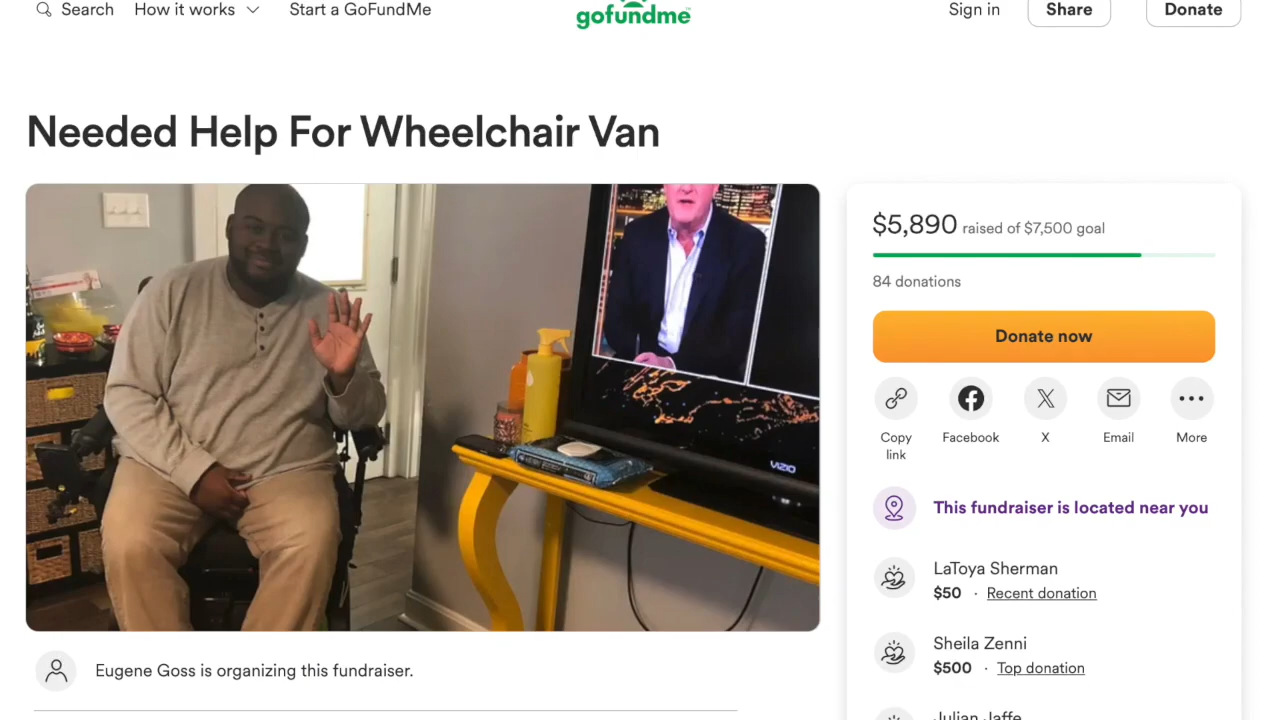 Search How it works Start a GoFundMe gofundme Sign in Share Donate
Needed Help For Wheelchair Van
VIZIO
Eugene Goss is organizing this fundraiser.
$5,890 raised of $7,500 goal
84 donations
Donate now
Copy link
Facebook
X
Email
More
This fundraiser is located near you
LaToya Sherman
$50 · Recent donation
Sheila Zenni
$500 · Top donation
Julian Jaffe